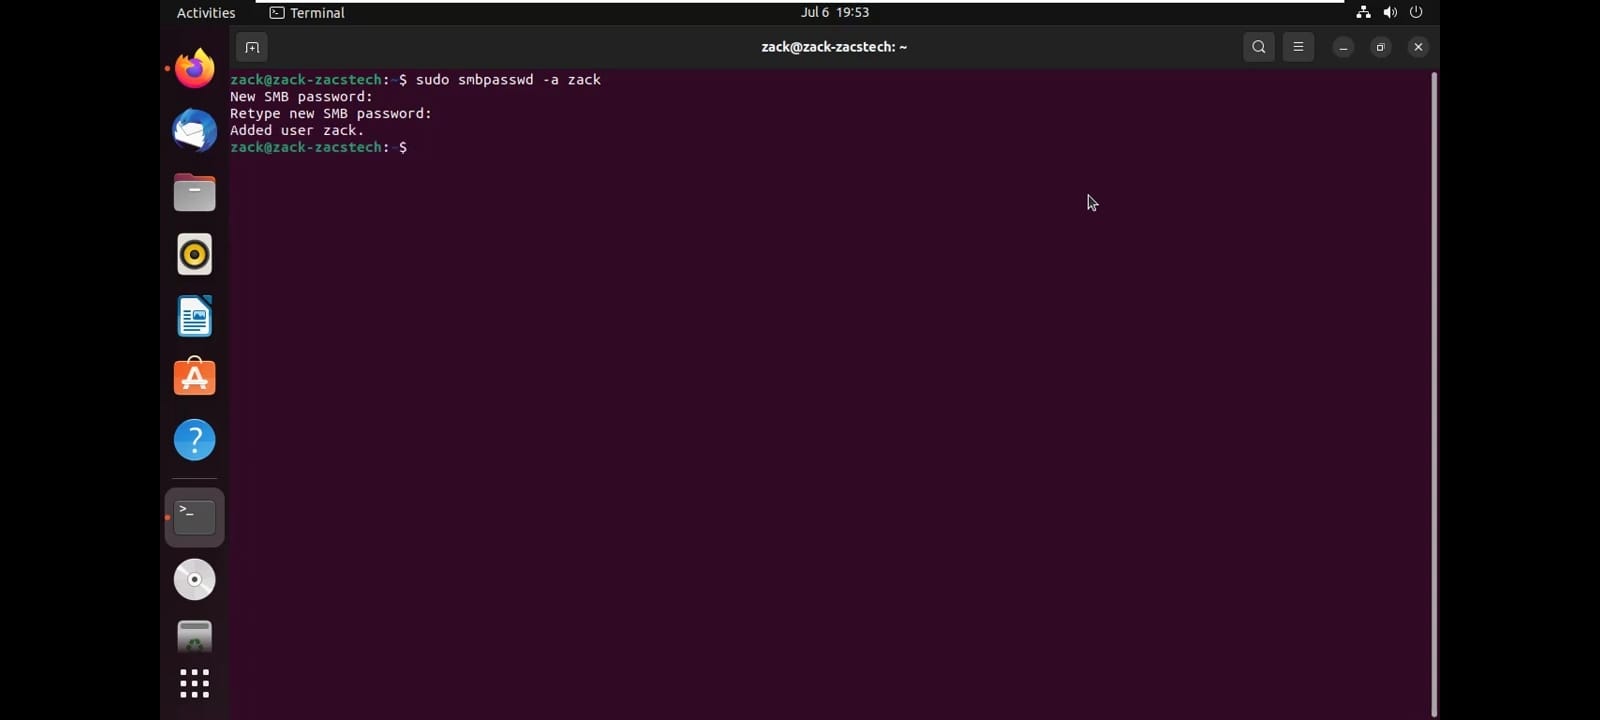 Activities Terminal Jul 6 19:53
zack@zack-zacstech: ~
zack@zack-zacstech:~$ sudo smbpasswd -a zack
New SMB password:
Retype new SMB password:
Added user zack.
zack@zack-zacstech:~$